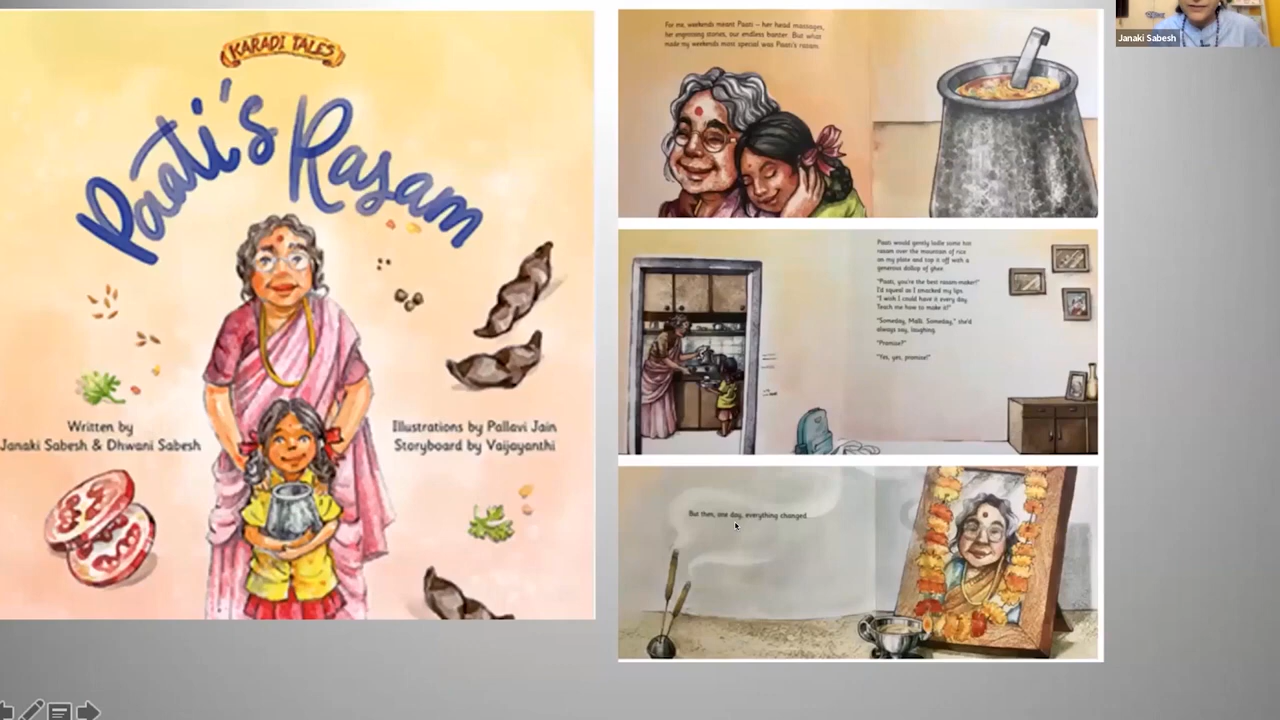 KARADI TALES
Paati's Rasam
Written by
Janaki Sabesh & Dhwani Sabesh
Illustrations by Pallavi Jain
Storyboard by Vaijayanthi
For me, weekends meant Paati – her head massages,
her engrossing stories, our endless banter. But what
made my weekends most special was Paati's rasam.
Paati would gently ladle some hot
rasam over the mountain of rice
on my plate and top it off with a
generous dollop of ghee.
"Paati, you're the best rasam-maker!"
I'd squeal as I smacked my lips.
"I wish I could have it every day.
Teach me how to make it!"
"Someday, Malli. Someday," she'd
always say, laughing.
"Promise?"
"Yes, yes, promise!"
But then, one day, everything changed.
Janaki Sabesh